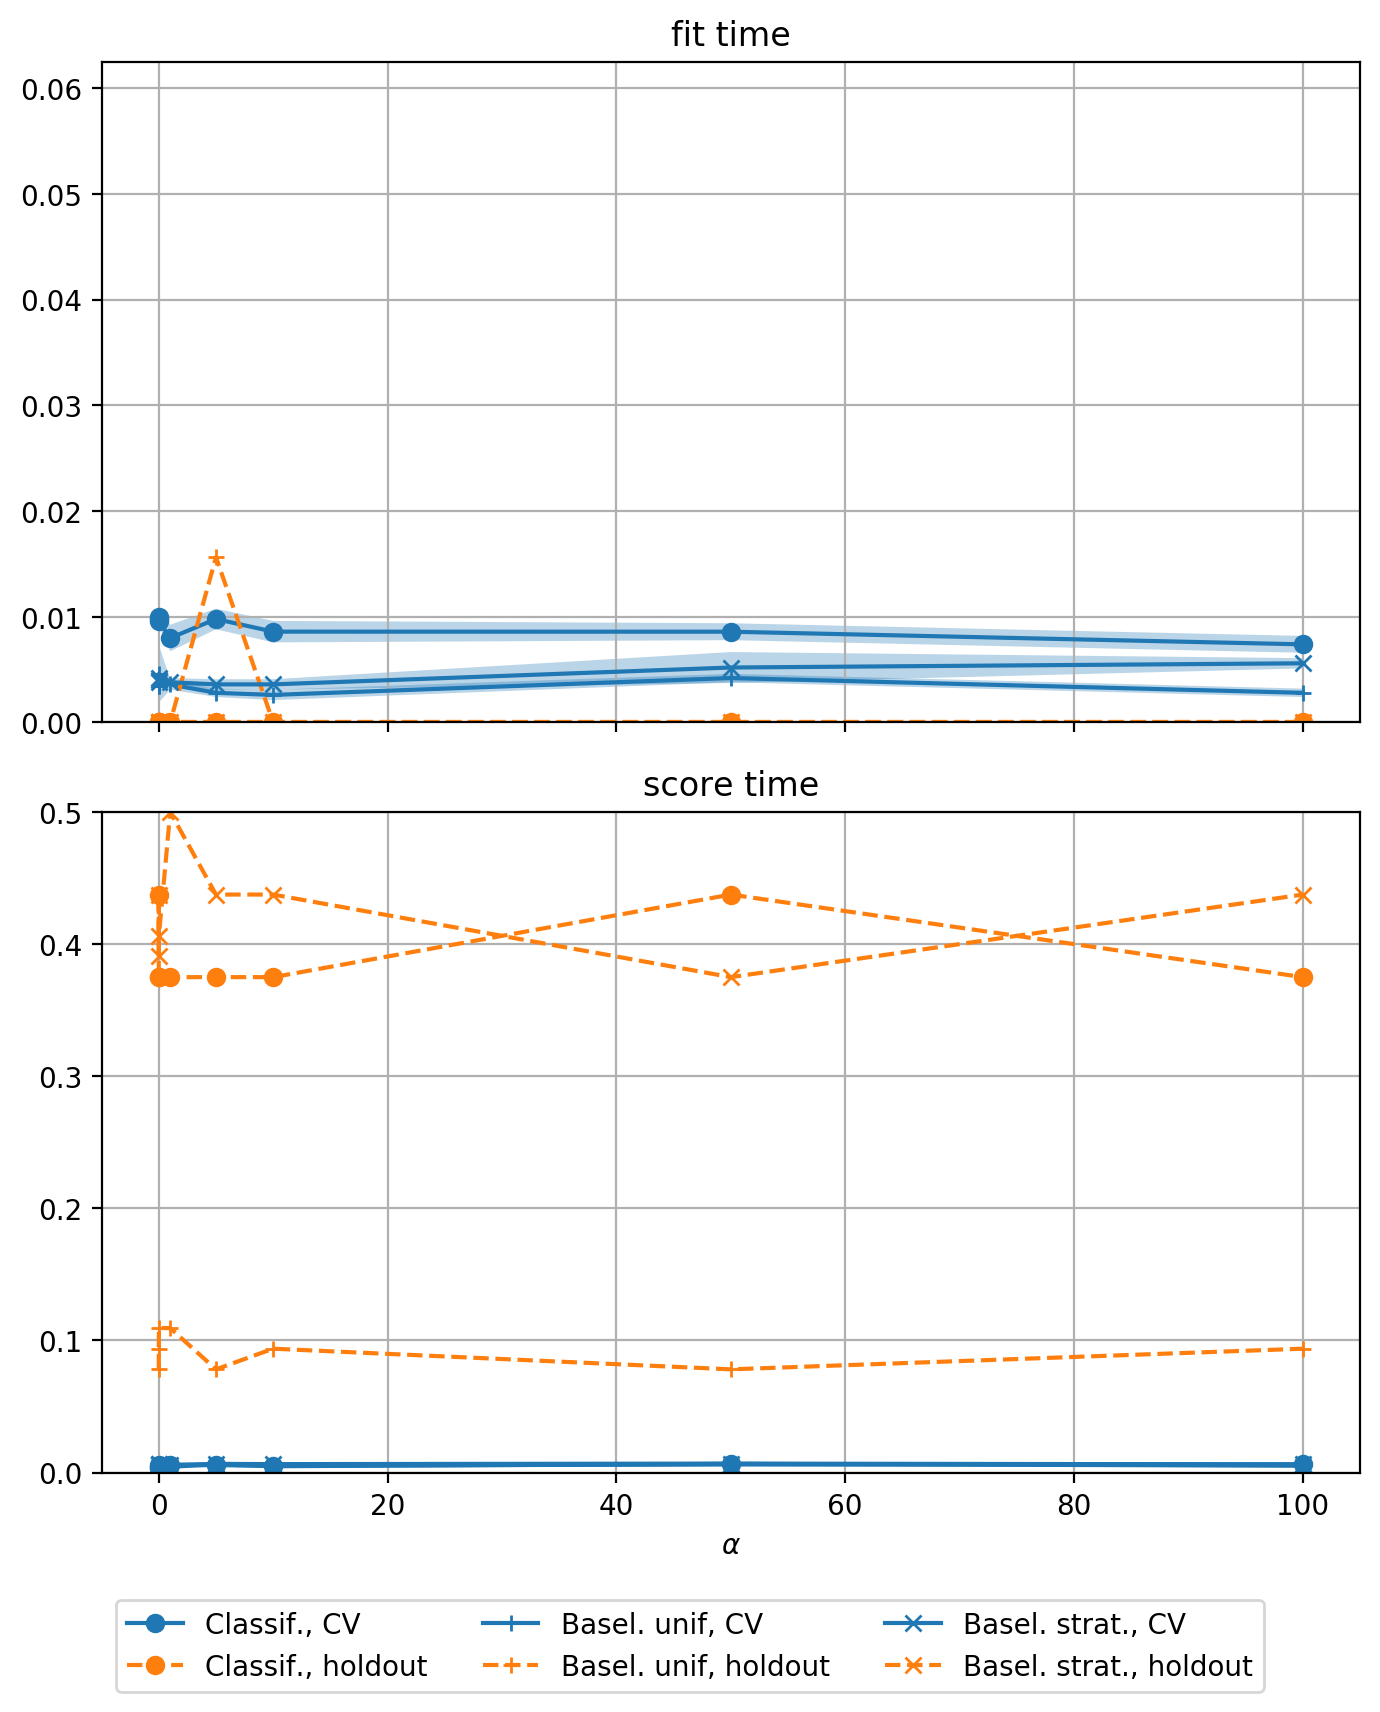 fit time
0.06
0.05
0.04
0.03
0.02
0.01
0.00
score time
0.5
0.4
0.3
0.2
0.1
0.0
0 20 40 60 80 100
α
Classif., CV Basel. unif, CV Basel. strat., CV
Classif., holdout Basel. unif, holdout Basel. strat., holdout